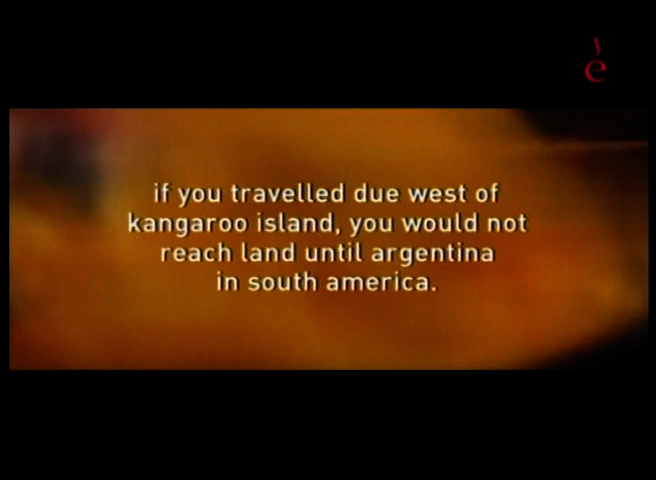 e
if you travelled due west of
kangaroo island, you would not
reach land until argentina
in south america.